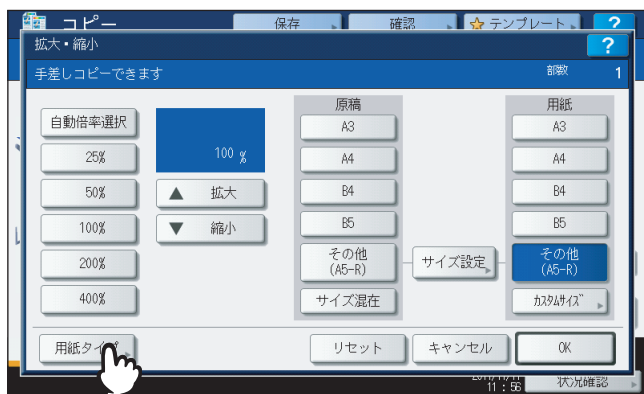 コピー 保存 確認 テンプレート ?
拡大・縮小 ?
手差しコピーできます 部数 1
原稿 用紙
自動倍率選択 100 % A3 A3
25% A4 A4
50% ▲ 拡大 B4 B4
100% ▼ 縮小 B5 B5
200% その他 サイズ設定 その他
(A5-R) (A5-R)
400% サイズ混在 カスタムサイズ
用紙タイプ リセット キャンセル OK
11:56 状況確認